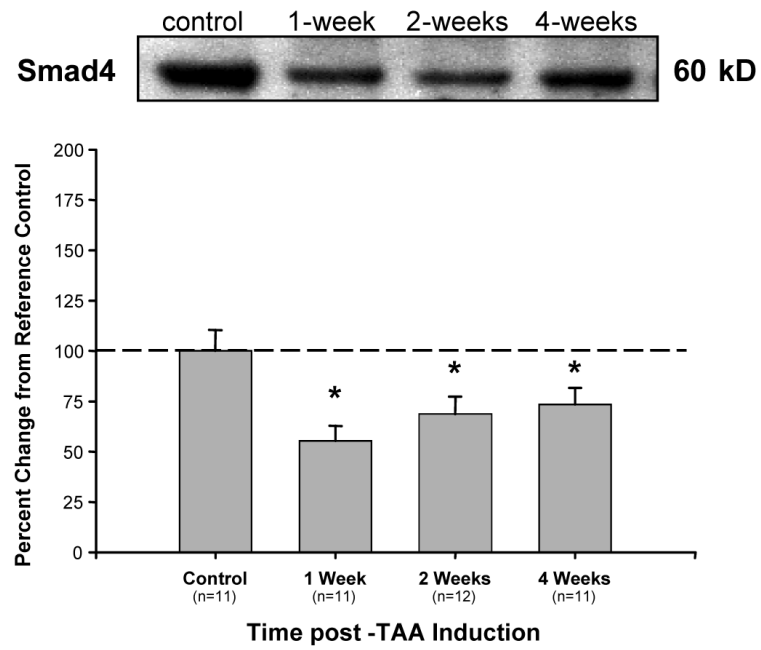 control 1-week 2-weeks 4-weeks
Smad4 60 kD
200
175
150
125
100
75
50
25
0
Percent Change from Reference Control
*
*
*
Control 1 Week 2 Weeks 4 Weeks
(n=11) (n=11) (n=12) (n=11)
Time post -TAA Induction